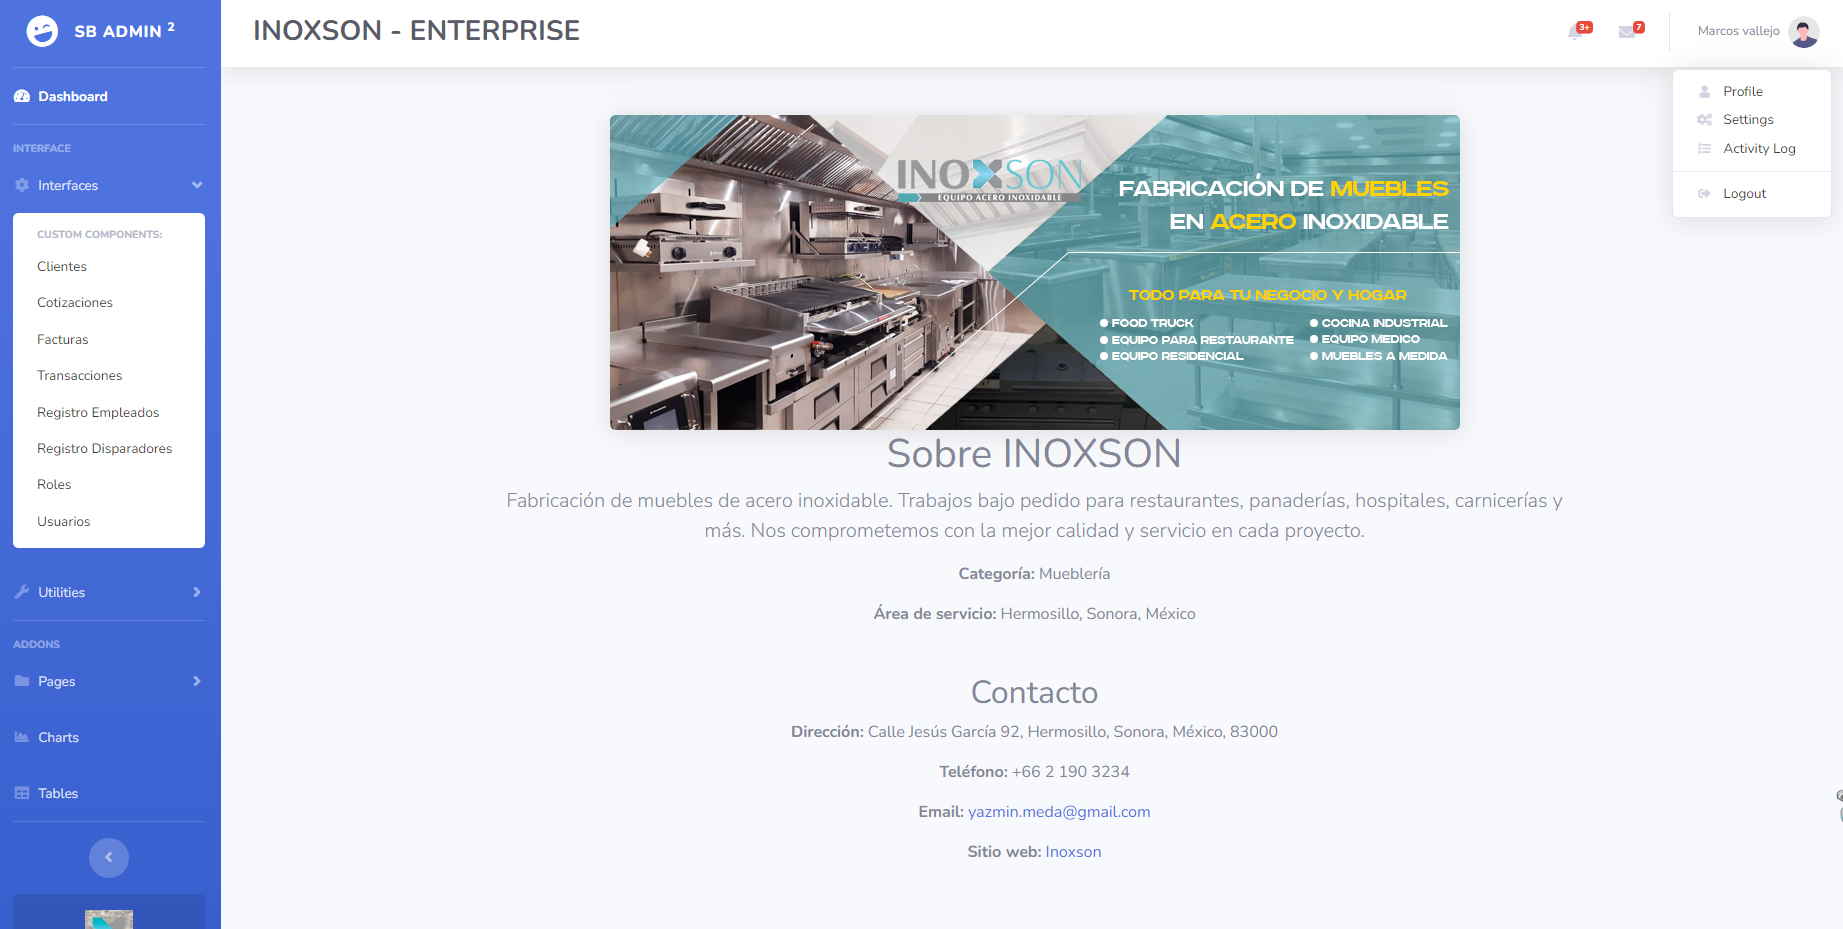 SB ADMIN 2
Dashboard
INTERFACE
Interfaces
CUSTOM COMPONENTS:
Clientes
Cotizaciones
Facturas
Transacciones
Registro Empleados
Registro Disparadores
Roles
Usuarios
Utilities
ADDONS
Pages
Charts
Tables
INOXSON - ENTERPRISE
3+
7
Marcos vallejo
Profile
Settings
Activity Log
Logout
INOXSON
EQUIPO ACERO INOXIDABLE
FABRICACIÓN DE MUEBLES
EN ACERO INOXIDABLE
TODO PARA TU NEGOCIO Y HOGAR
FOOD TRUCK
EQUIPO PARA RESTAURANTE
EQUIPO RESIDENCIAL
COCINA INDUSTRIAL
EQUIPO MEDICO
MUEBLES A MEDIDA
Sobre INOXSON
Fabricación de muebles de acero inoxidable. Trabajos bajo pedido para restaurantes, panaderías, hospitales, carnicerías y
más. Nos comprometemos con la mejor calidad y servicio en cada proyecto.
Categoría: Mueblería
Área de servicio: Hermosillo, Sonora, México
Contacto
Dirección: Calle Jesús García 92, Hermosillo, Sonora, México, 83000
Teléfono: +66 2 190 3234
Email: yazmin.meda@gmail.com
Sitio web: Inoxson